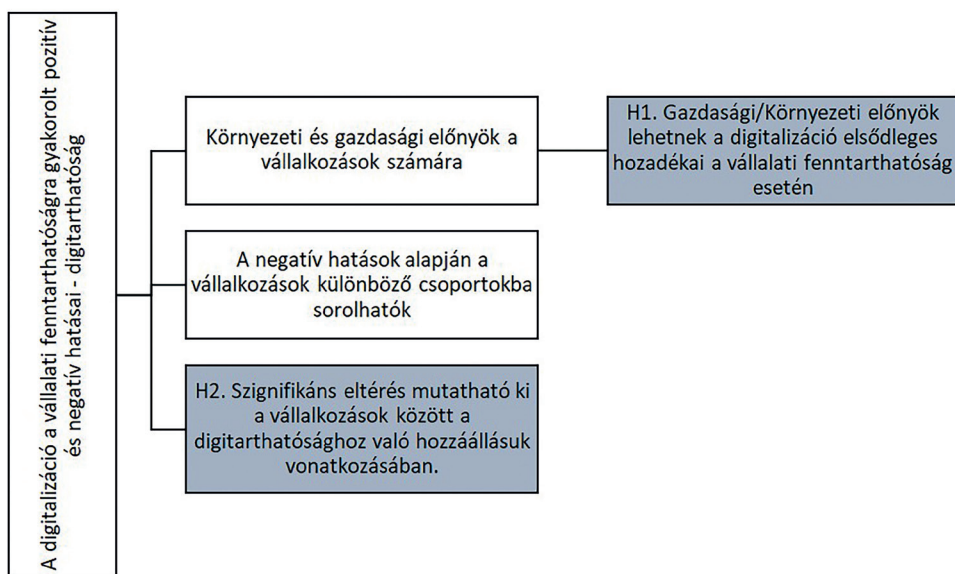 A digitalizáció a vállalati fenntarthatóságra gyakorolt pozitív
és negatív hatásai - digitarthatóság
Környezeti és gazdasági előnyök a
vállalkozások számára
H1. Gazdasági/Környezeti előnyök
lehetnek a digitalizáció elsődleges
hozadékai a vállalati fenntarthatóság
esetén
A negatív hatások alapján a
vállalkozások különböző csoportokba
sorolhatók
H2. Szignifikáns eltérés mutatható ki
a vállalkozások között a
digitarthatósághoz való hozzáállásuk
vonatkozásában.